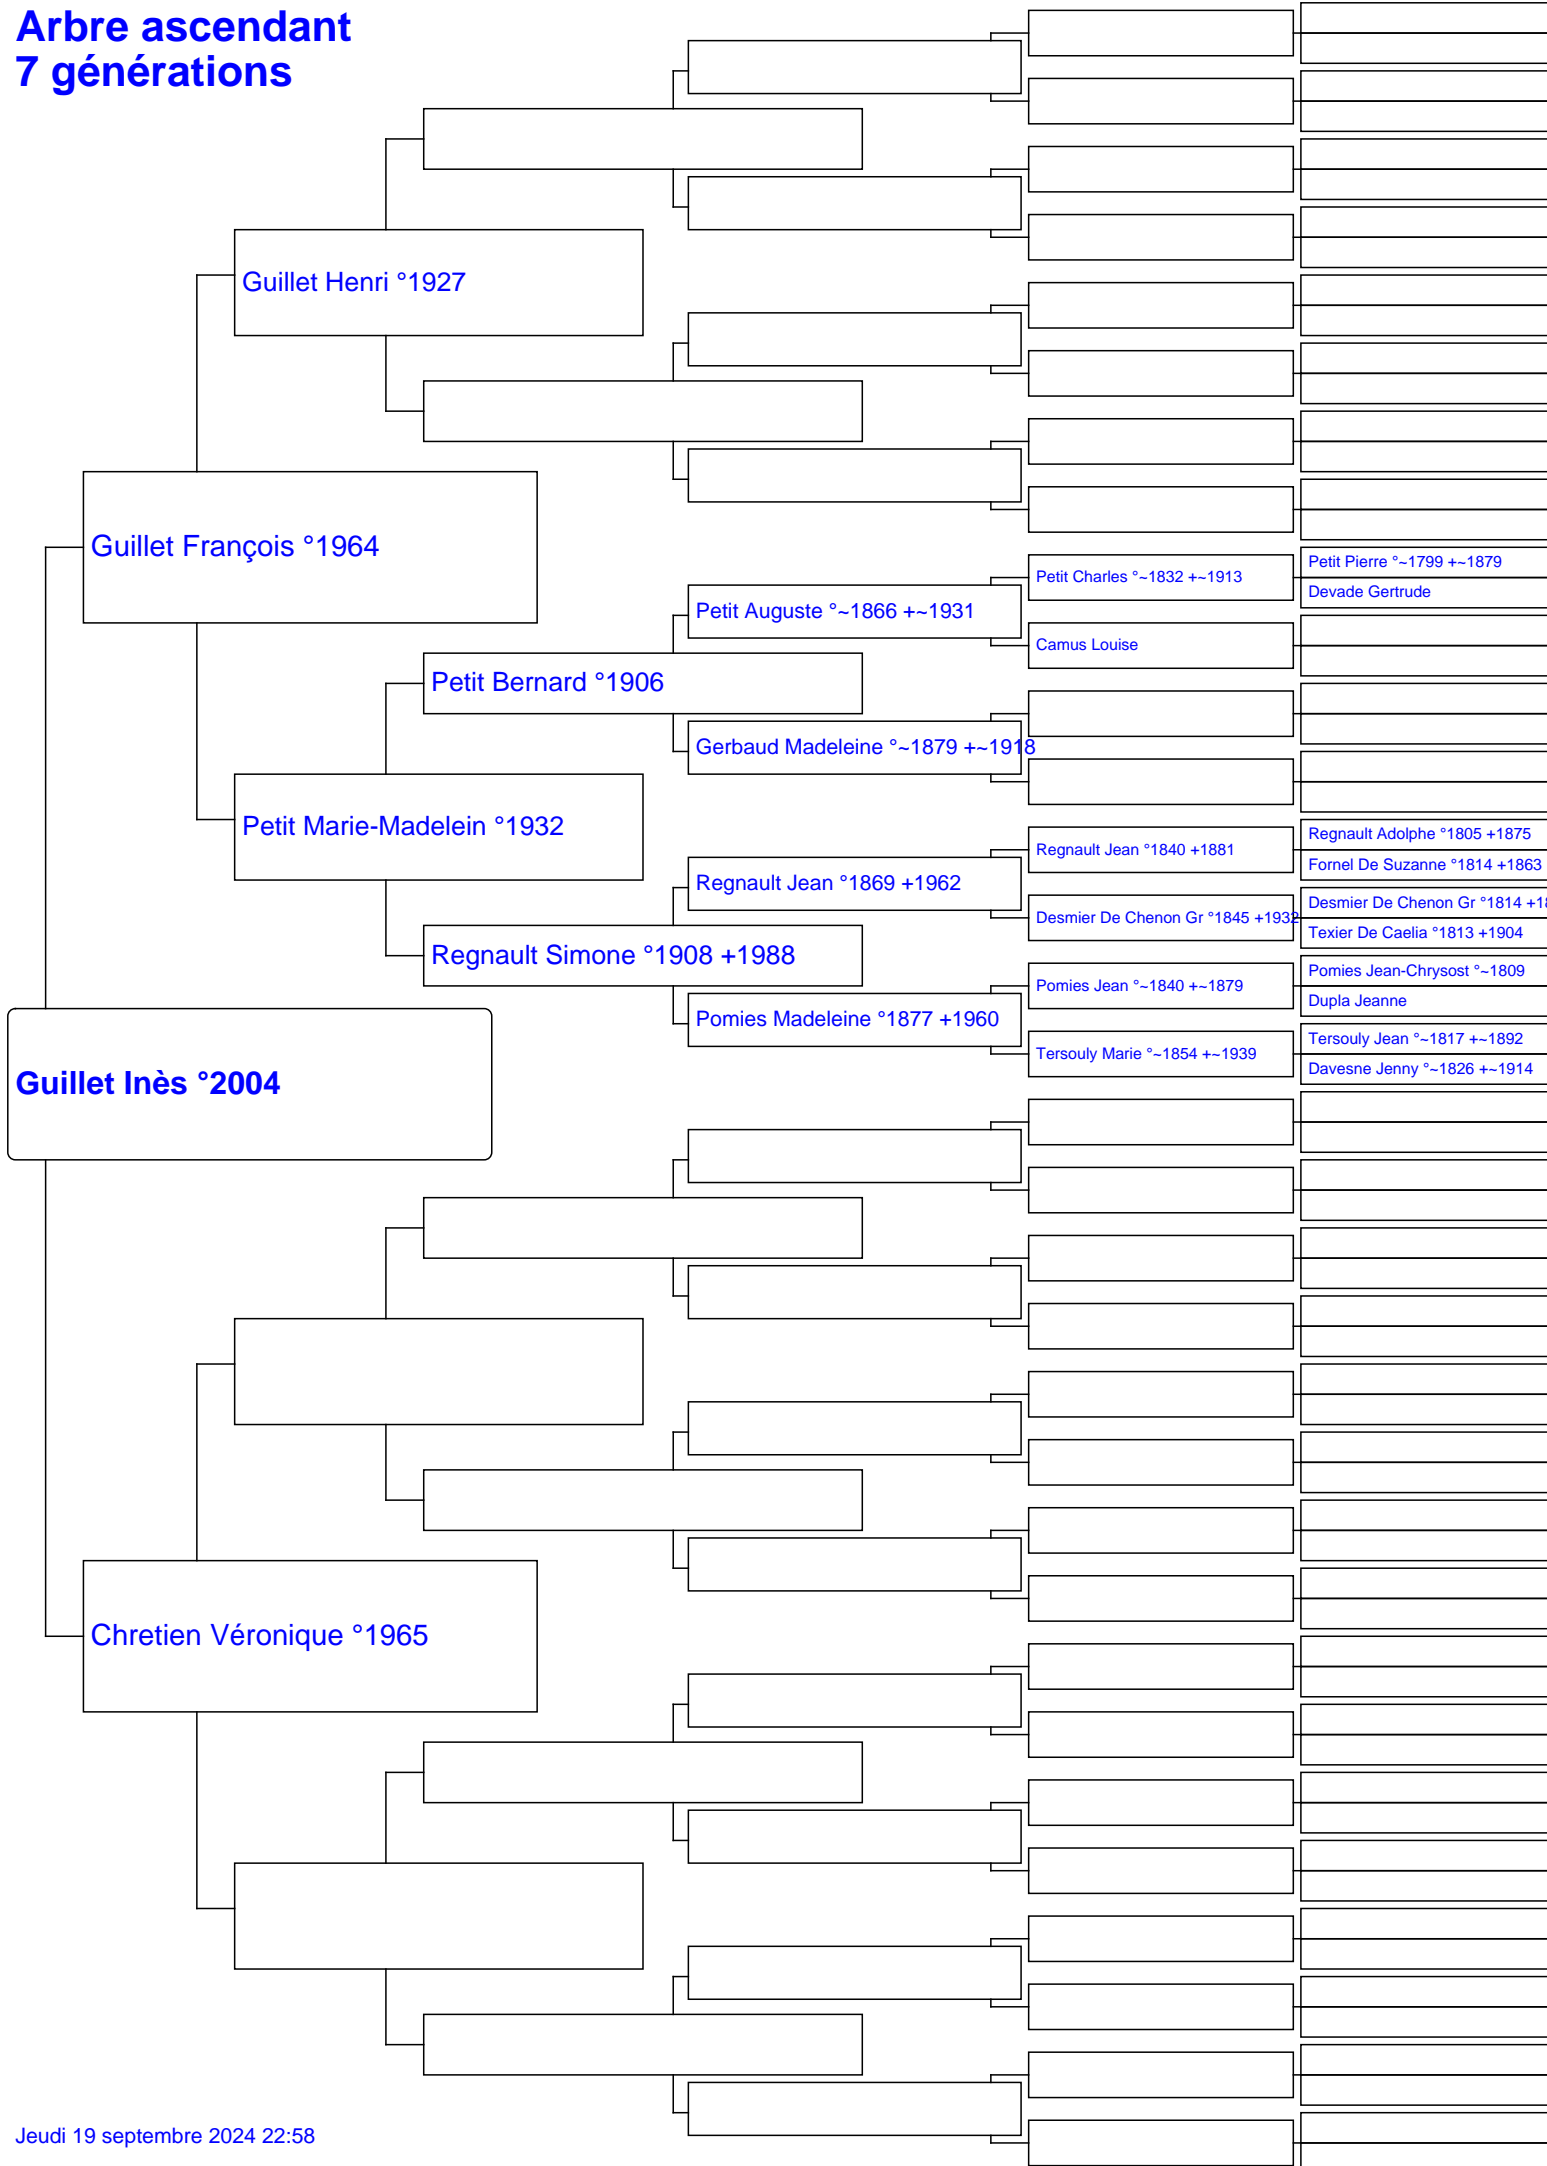 Arbre ascendant
7 générations
Guillet Henri °1927
Guillet François °1964
Petit Pierre °~1799 +~1879
Petit Charles °~1832 +~1913
Devade Gertrude
Petit Auguste °~1866 +~1931
Camus Louise
Petit Bernard °1906
Gerbaud Madeleine °~1879 +~1918
Petit Marie-Madelein °1932
Regnault Adolphe °1805 +1875
Regnault Jean °1840 +1881
Fornel De Suzanne °1814 +1863
Regnault Jean °1869 +1962
Desmier De Chenon Gr °1814
Desmier De Chenon Gr °1845 +1932
Texier De Caelia °1813 +1904
Regnault Simone °1908 +1988
Pomies Jean-Chrysost °~1809
Pomies Jean °~1840 +~1879
Dupla Jeanne
Pomies Madeleine °1877 +1960
Tersouly Jean °~1817 +~1892
Tersouly Marie °~1854 +~1939
Davesne Jenny °~1826 +~1914
Guillet Inès °2004
Chretien Véronique °1965
Jeudi 19 septembre 2024 22:58